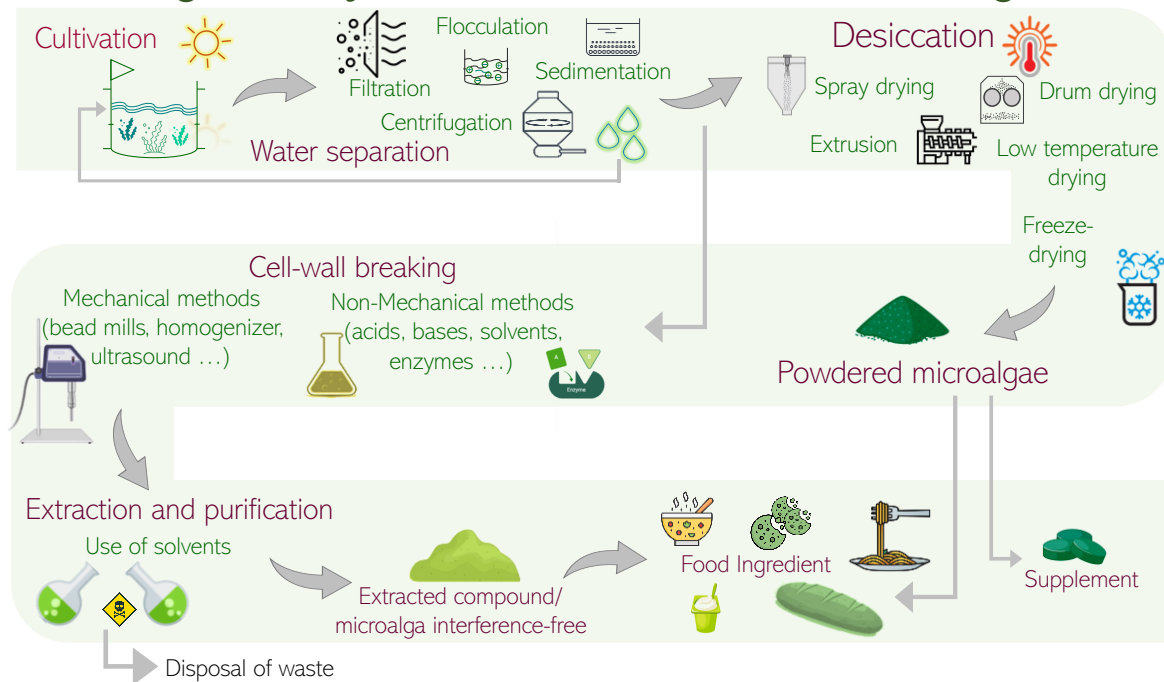 Cultivation
Flocculation
Filtration
Sedimentation
Centrifugation
Water separation
Desiccation
Spray drying
Drum drying
Extrusion
Low temperature
drying
Freeze-
drying
Cell-wall breaking
Mechanical methods
(bead mills, homogenizer,
ultrasound …)
Non-Mechanical methods
(acids, bases, solvents,
enzymes …)
Enzyme
Powdered microalgae
Extraction and purification
Use of solvents
Disposal of waste
Extracted compound/
microalga interference-free
Food Ingredient
Supplement